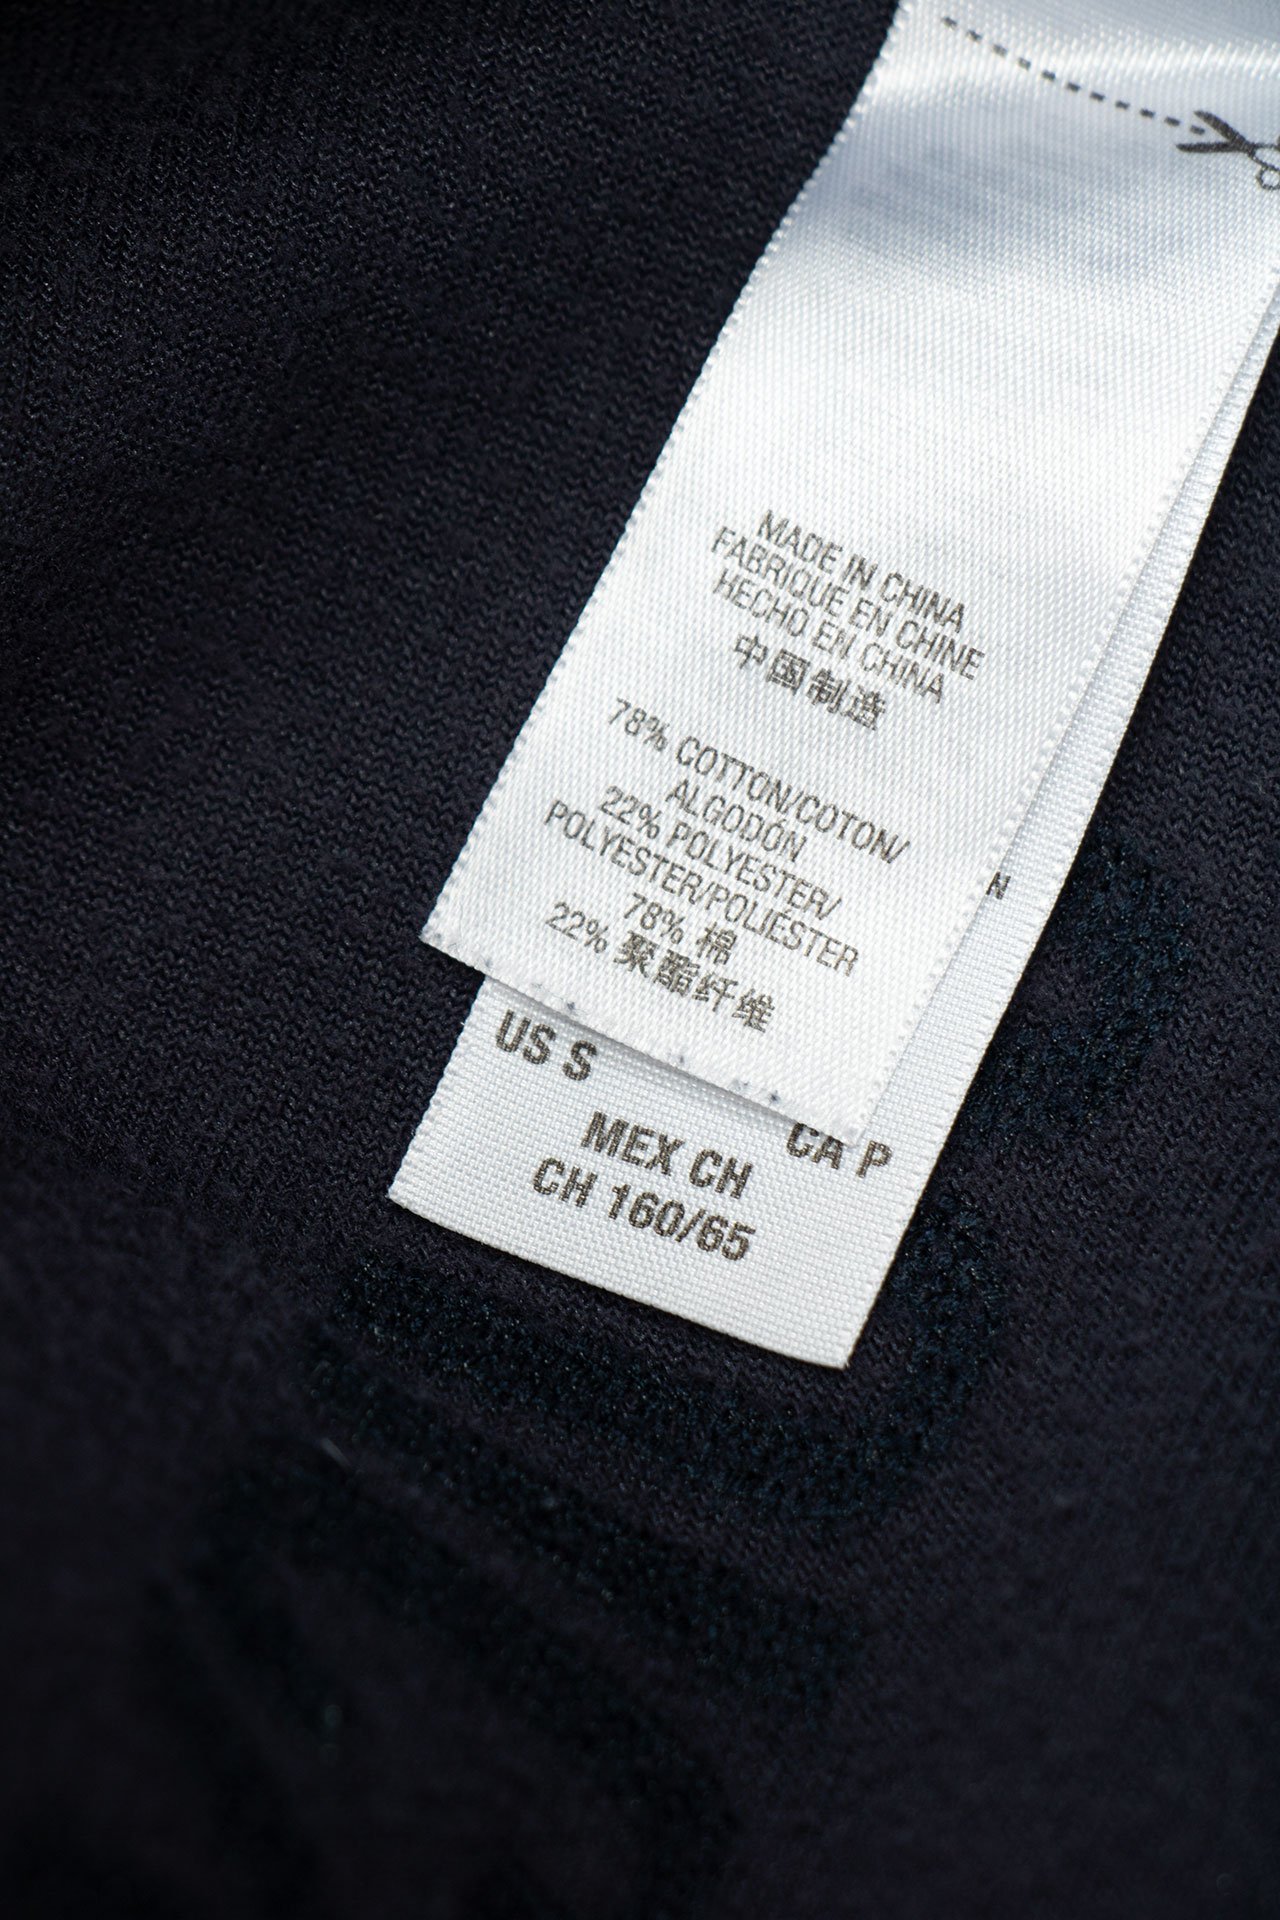 MADE IN CHINA
FABRIQUE EN CHINE
HECHO EN CHINA
中国制造
78% COTTON/COTON/
ALGODÓN
22% POLYESTER/
POLYESTER/POLIÉSTER
78% 棉
22% 聚酯纤维
N
US S CA P
MEX CH
CH 160/65